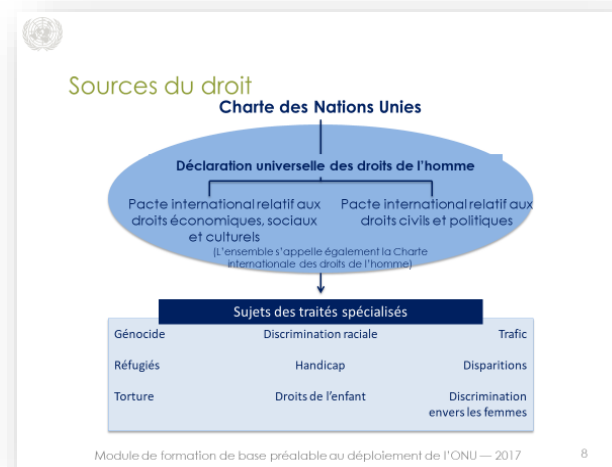 Sources du droit
Charte des Nations Unies
Déclaration universelle des droits de l'homme
Pacte international relatif aux
droits économiques, sociaux
et culturels
Pacte international relatif aux
droits civils et politiques
(L'ensemble s'appelle également la Charte
internationale des droits de l'homme)
Sujets des traités spécialisés
Génocide
Discrimination raciale
Trafic
Réfugiés
Handicap
Disparitions
Torture
Droits de l'enfant
Discrimination
envers les femmes
Module de formation de base préalable au déploiement de l'ONU — 2017
8